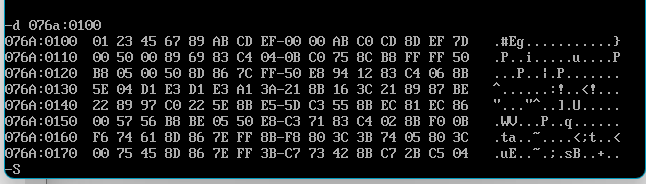 -d 076a:0100
076A:0100  01 23 45 67 89 AB CD EF-00 00 AB C0 CD 8D EF 7D   .#Eg...........}
076A:0110  00 50 00 89 69 83 C4 04-0B C0 75 8C B8 FF FF 50   .P..i.....u....P
076A:0120  B8 05 00 50 8D 86 7C FF-50 E8 94 12 83 C4 06 8B   ...P..|.P.......
076A:0130  5E 04 D1 E3 D1 E3 A1 3A-21 8B 16 3C 21 89 87 BE   ^......:!..<!...
076A:0140  22 89 97 C0 22 5E 8B E5-5D C3 55 8B EC 81 EC 86   "..."^..].U.....
076A:0150  00 57 56 B8 BE 05 50 E8-C3 71 83 C4 02 8B F0 0B   .WV...P..q......
076A:0160  F6 74 61 8D 86 7E FF 8B-F8 80 3C 3B 74 05 80 3C   .ta..~....<;t..<
076A:0170  00 75 45 8D 86 7E FF 3B-C7 73 42 8B C7 2B C5 04   .uE..~.;.sB..+..
-S